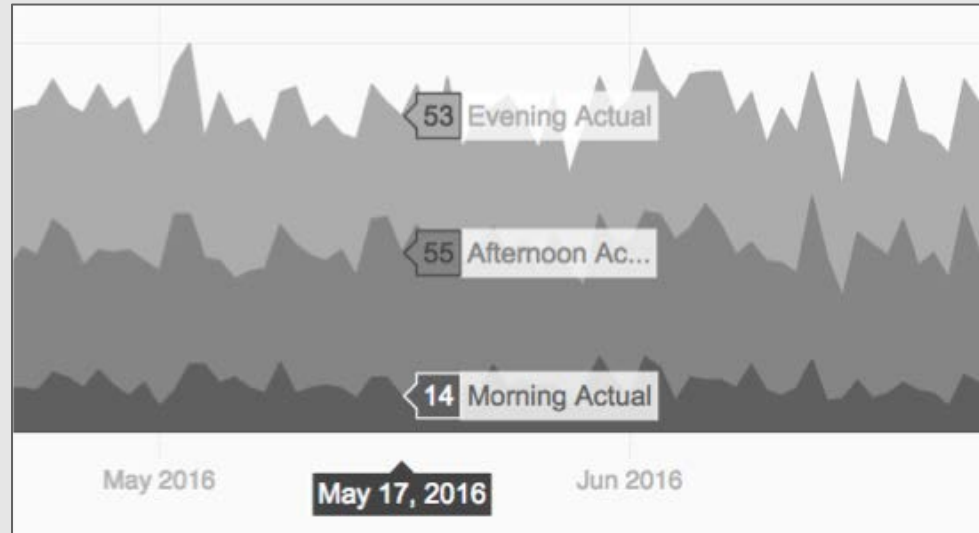 53 Evening Actual
55 Afternoon Ac...
14 Morning Actual
May 2016
May 17, 2016
Jun 2016